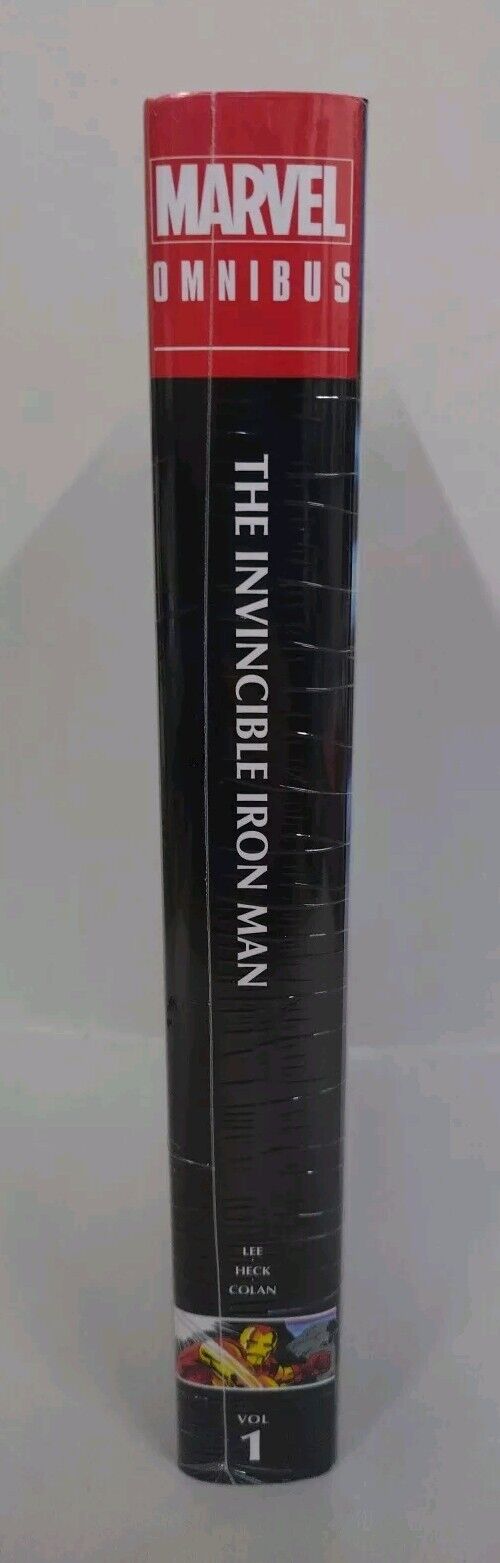 MARVEL
OMNIBUS
THE INVINCIBLE IRON MAN
LEE
HECK
COLAN
VOL
1